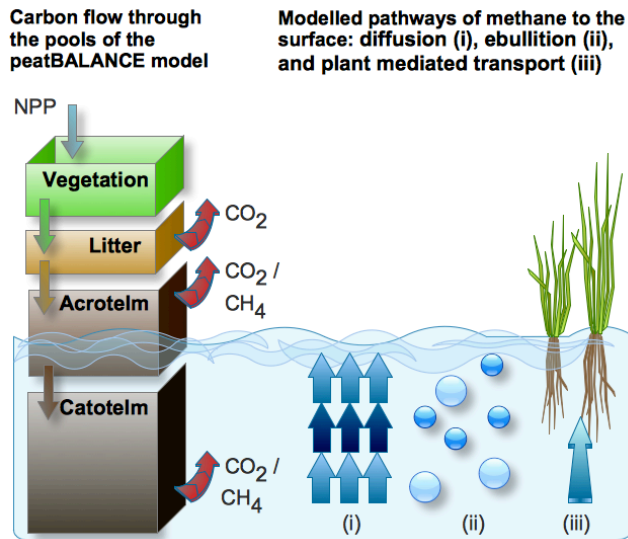 Carbon flow through
the pools of the
peatBALANCE model
Modelled pathways of methane to the
surface: diffusion (i), ebullition (ii),
and plant mediated transport (iii)
NPP
Vegetation
CO2
Litter
CO2 /
CH4
Acrotelm
Catotelm
CO2 /
CH4
(i)
(ii)
(iii)